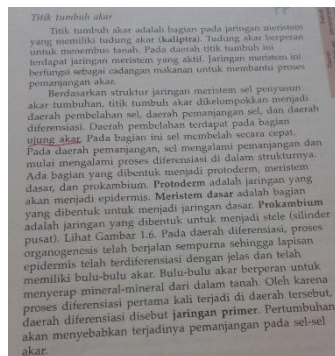 Titik tumbuh akar
Titik tumbuh akar adalah bagian pada jaringan meristem
yang memiliki tudung akar (kaliptra). Tudung akar berperan
untuk menembus tanah. Pada daerah titik tumbuh ini
terdapat jaringan meristem yang aktif. Jaringan meristem ini
berfungsi sebagai cadangan makanan untuk membantu proses
pemanjangan akar.
Berdasarkan struktur jaringan meristem sel penyusun
akar tumbuhan, titik tumbuh akar dikelompokkan menjadi
daerah pembelahan sel, daerah pemanjangan sel, dan daerah
diferensiasi. Daerah pembelahan terdapat pada bagian
ujung akar. Pada bagian ini sel membelah secara cepat.
Pada daerah pemanjangan, sel mengalami pemanjangan dan
mulai mengalami proses diferensiasi di dalam strukturnya.
Ada bagian yang dibentuk menjadi protoderm, meristem
dasar, dan prokambium. Protoderm adalah jaringan yang
akan menjadi epidermis. Meristem dasar adalah bagian
yang dibentuk untuk menjadi jaringan dasar. Prokambium
adalah jaringan yang dibentuk untuk menjadi stele (silinder
pusat). Lihat Gambar 1.6. Pada daerah diferensiasi, proses
organogenesis telah berjalan sempurna sehingga lapisan
epidermis telah terdiferensiasi dengan jelas dan telah
memiliki bulu-bulu akar. Bulu-bulu akar berperan untuk
menyerap mineral-mineral dari dalam tanah. Oleh karena
proses diferensiasi pertama kali terjadi di daerah tersebut,
daerah diferensiasi disebut jaringan primer. Pertumbuhan
akan menyebabkan terjadinya pemanjangan pada sel-sel
akar.